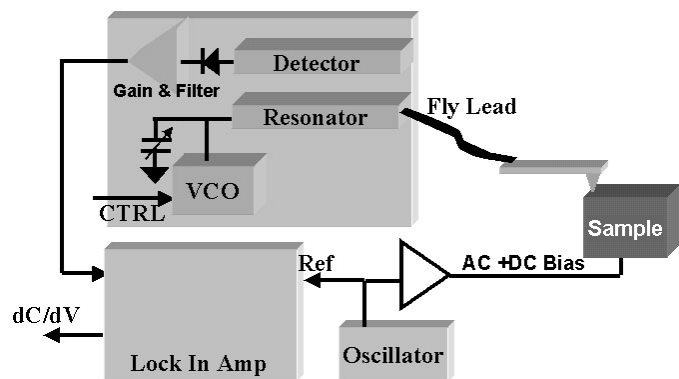 Detector
Gain & Filter
Resonator
Fly Lead
VCO
CTRL
Sample
Ref
AC +DC Bias
dC/dV
Lock In Amp
Oscillator